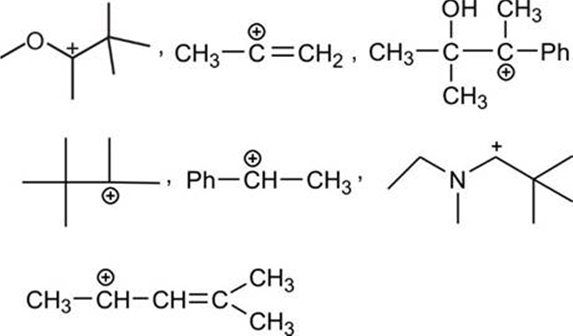 OH CH₃
O + , CH₃—C=CH₂ , CH₃—C—C—Ph
⊕ ⊕
CH₃
⊕ , Ph—CH—CH₃ , N +
⊕
⊕
CH₃—CH—CH=C
CH₃
CH₃